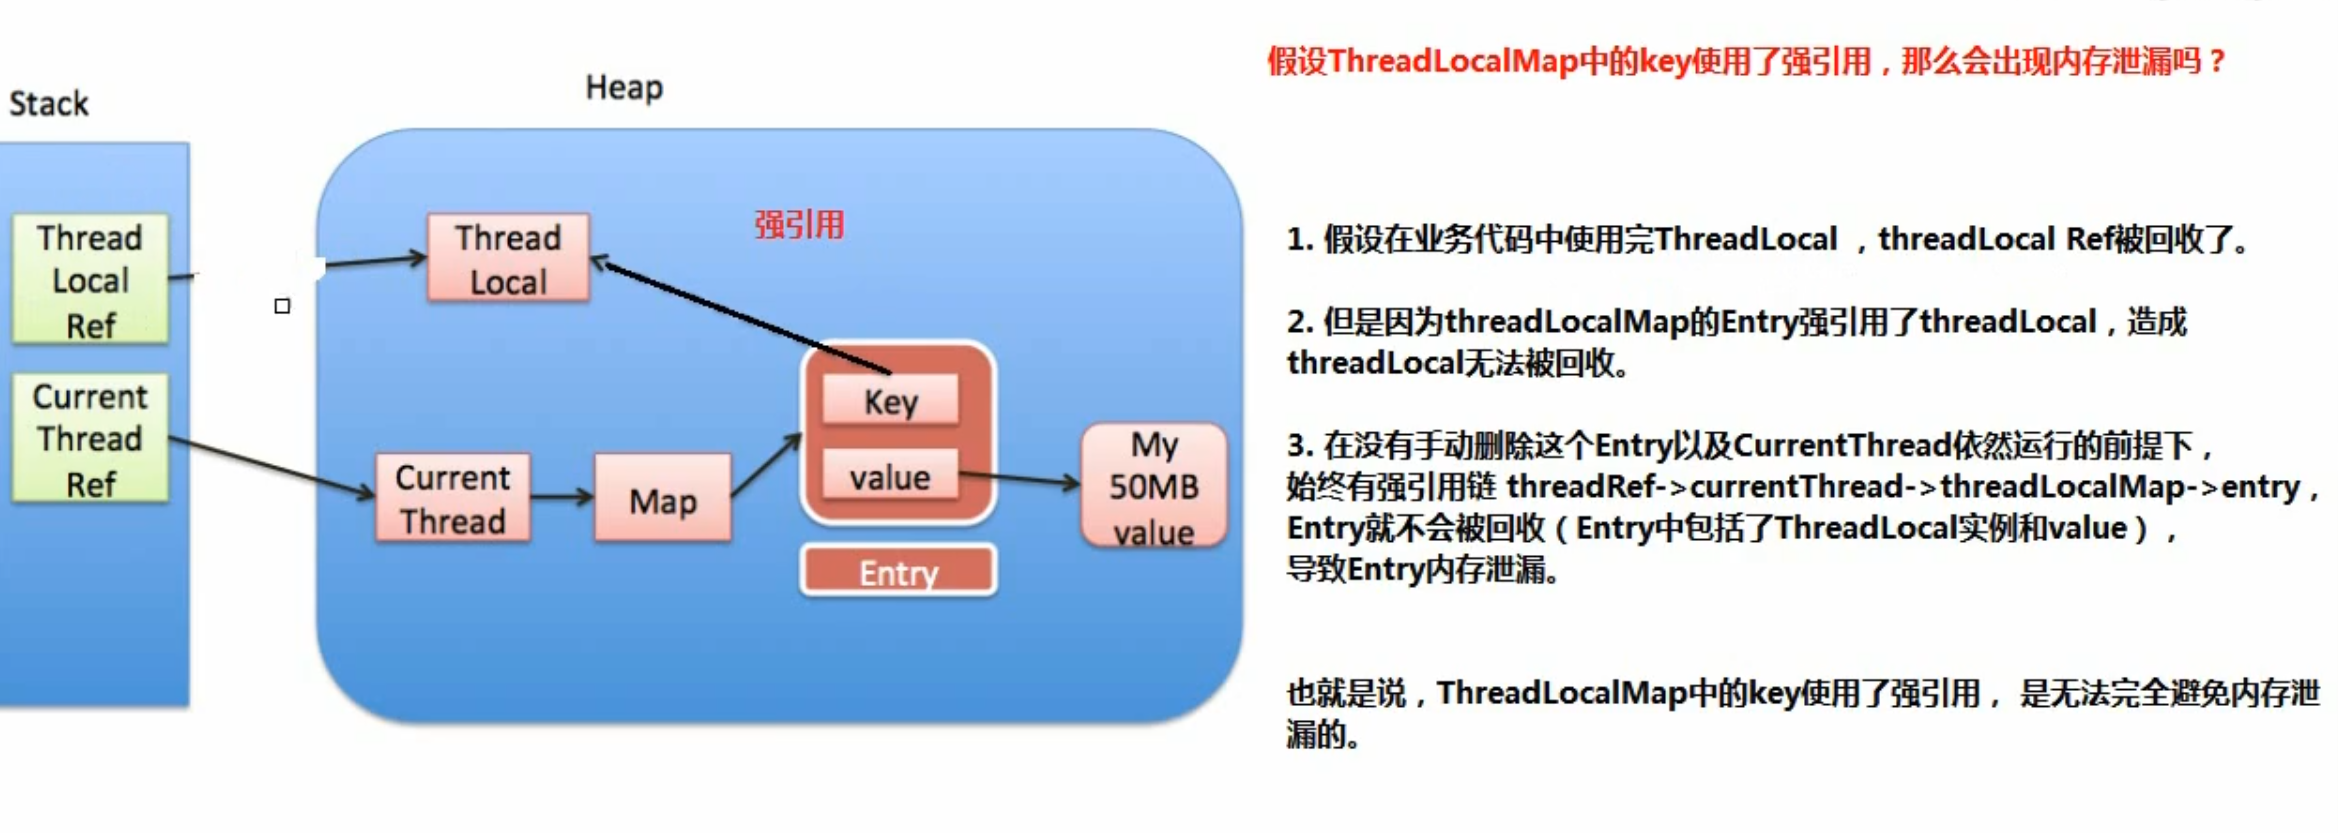 假设ThreadLocalMap中的key使用了强引用，那么会出现内存泄漏吗？
Stack
Heap
Thread
Local
Ref
Current
Thread
Ref
Thread
Local
强引用
Current
Thread
Map
Key
value
Entry
My
50MB
value
1. 假设在业务代码中使用完ThreadLocal ，threadLocal Ref被回收了。
2. 但是因为threadLocalMap的Entry强引用了threadLocal，造成
threadLocal无法被回收。
3. 在没有手动删除这个Entry以及CurrentThread依然运行的前提下，
始终有强引用链 threadRef->currentThread->threadLocalMap->entry，
Entry就不会被回收（Entry中包括了ThreadLocal实例和value），
导致Entry内存泄漏。
也就是说，ThreadLocalMap中的key使用了强引用， 是无法完全避免内存泄
漏的。